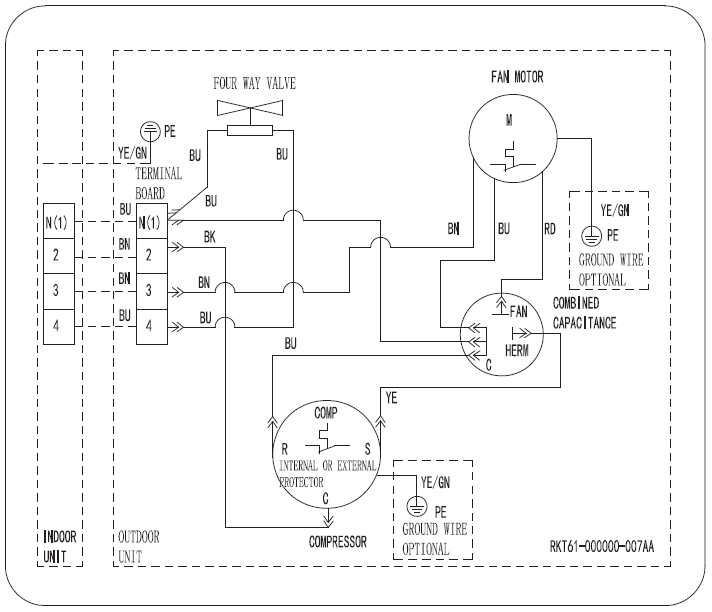 FOUR WAY VALVE
FAN MOTOR
M
PE
YE/GN
BU
BU
TERMINAL
BOARD
BU
YE/GN
PE
GROUND WIRE
OPTIONAL
BU
N(1)
N(1)
BK
BN
BU
RD
BN
2
2
BN
BN
3
3
BU
BU
4
4
FAN
COMBINED
CAPACITANCE
HERM
C
BU
YE
COMP
R
S
INTERNAL OR EXTERNAL
PROTECTOR
C
YE/GN
PE
GROUND WIRE
OPTIONAL
COMPRESSOR
INDOOR
UNIT
OUTDOOR
UNIT
RKT61-000000-007AA